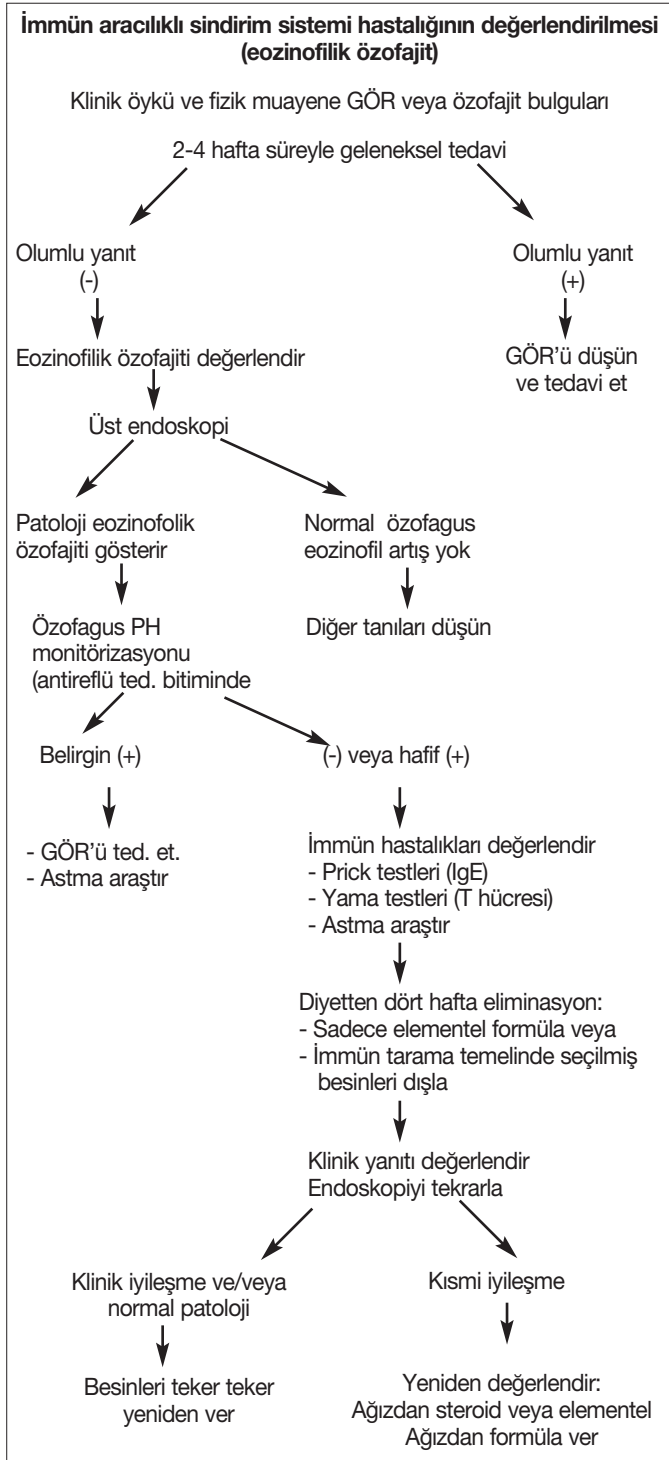 İmmün aracılıklı sindirim sistemi hastalığının değerlendirilmesi
(eozinofilik özofajit)
Klinik öykü ve fizik muayene GÖR veya özofajit bulguları
2-4 hafta süreyle geleneksel tedavi
Olumlu yanıt
(-)
Olumlu yanıt
(+)
Eozinofilik özofajiti değerlendir
GÖR'ü düşün
ve tedavi et
Üst endoskopi
Patoloji eozinofolik
özofajiti gösterir
Normal özofagus
eozinofil artış yok
Özofagus PH
monitörizasyonu
(antireflü ted. bitiminde
Diğer tanıları düşün
Belirgin (+)
(-) veya hafif (+)
- GÖR'ü ted. et.
- Astma araştır
İmmün hastalıkları değerlendir
- Prick testleri (IgE)
- Yama testleri (T hücresi)
- Astma araştır
Diyetten dört hafta eliminasyon:
- Sadece elementel formüla veya
- İmmün tarama temelinde seçilmiş
besinleri dışla
Klinik yanıtı değerlendir
Endoskopiyi tekrarla
Klinik iyileşme ve/veya
normal patoloji
Kısmi iyileşme
Besinleri teker teker
yeniden ver
Yeniden değerlendir:
Ağızdan steroid veya elementel
Ağızdan formüla ver